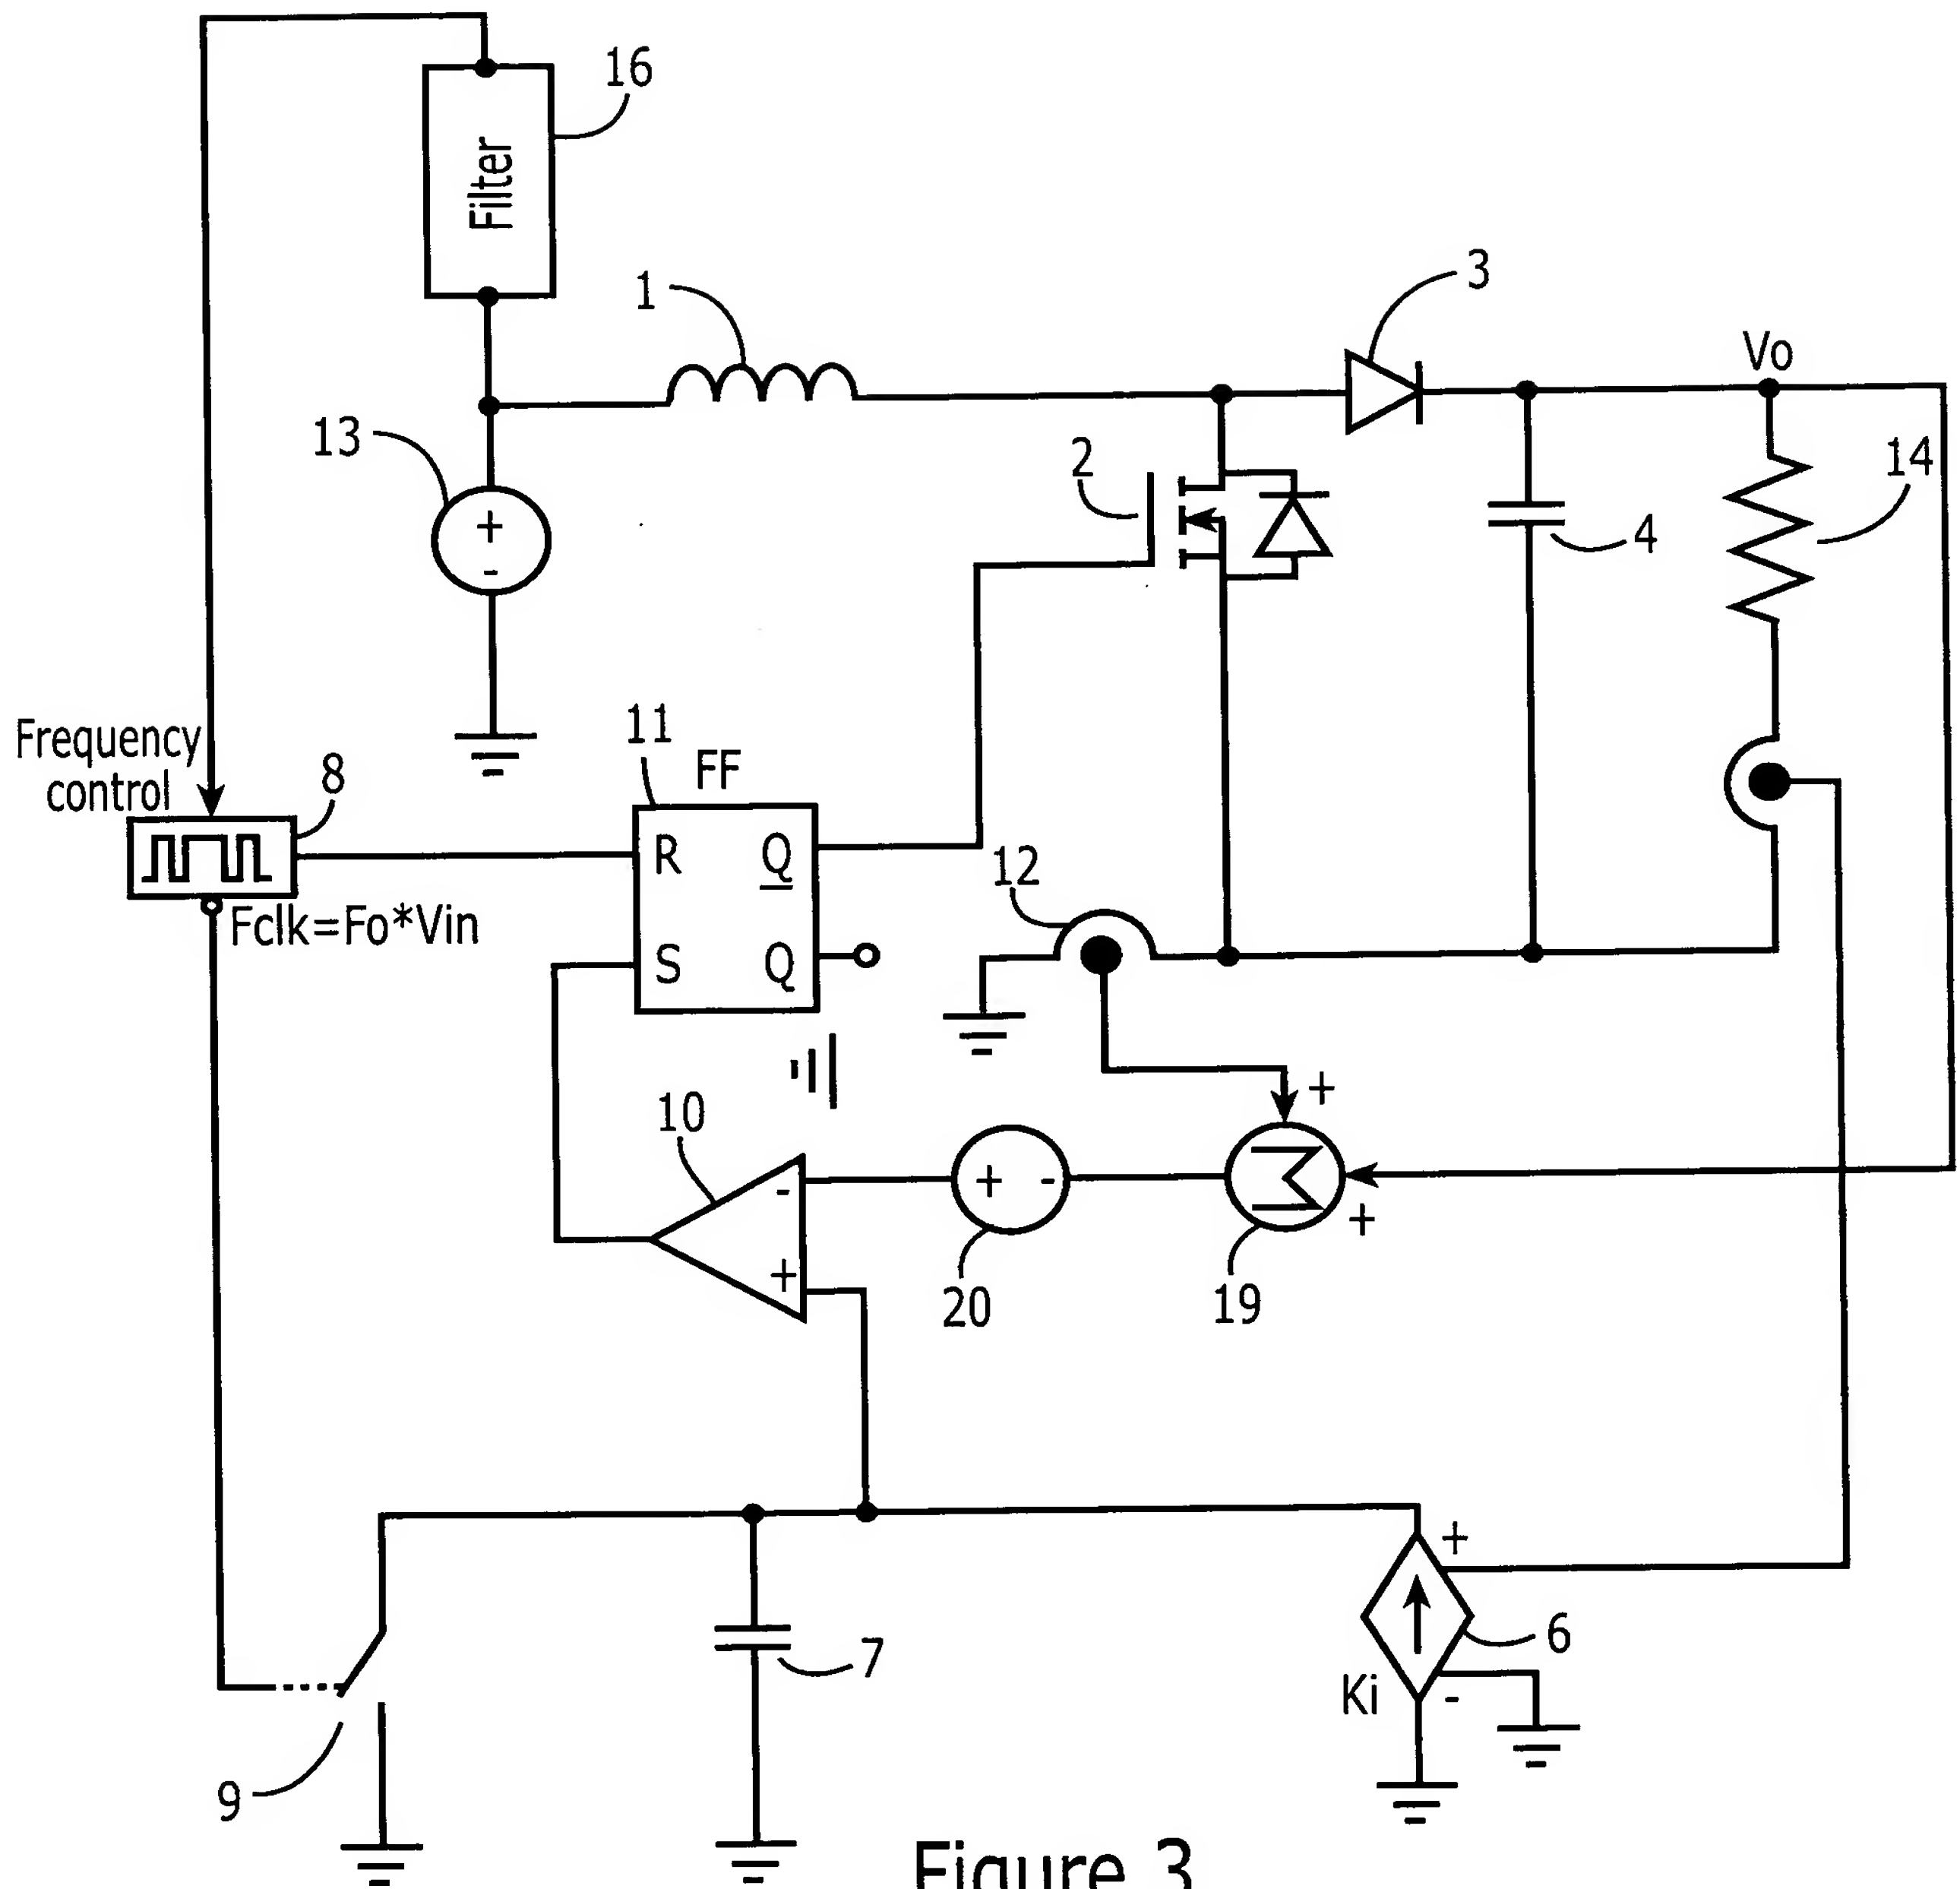 16
Filter
1
3
Vo
13
2
14
4
Frequency
control
8
11
FF
R
Q
12
Fclk=Fo*Vin
S
Q
+
-
10
-
+
+
-
+
+
20
19
+
7
6
Ki
-
9
Figure 3